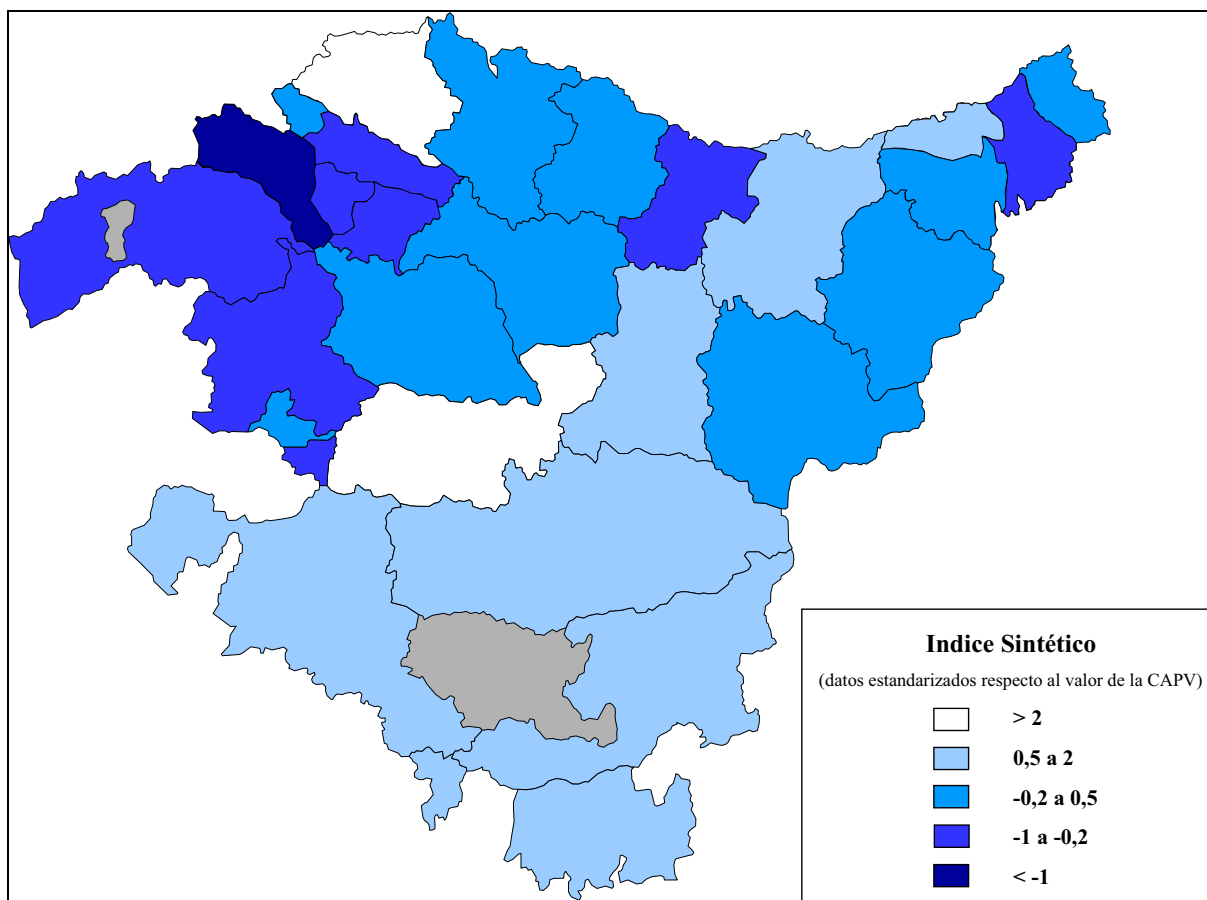 Indice Sintético
(datos estandarizados respecto al valor de la CAPV)
> 2
0,5 a 2
-0,2 a 0,5
-1 a -0,2
< -1